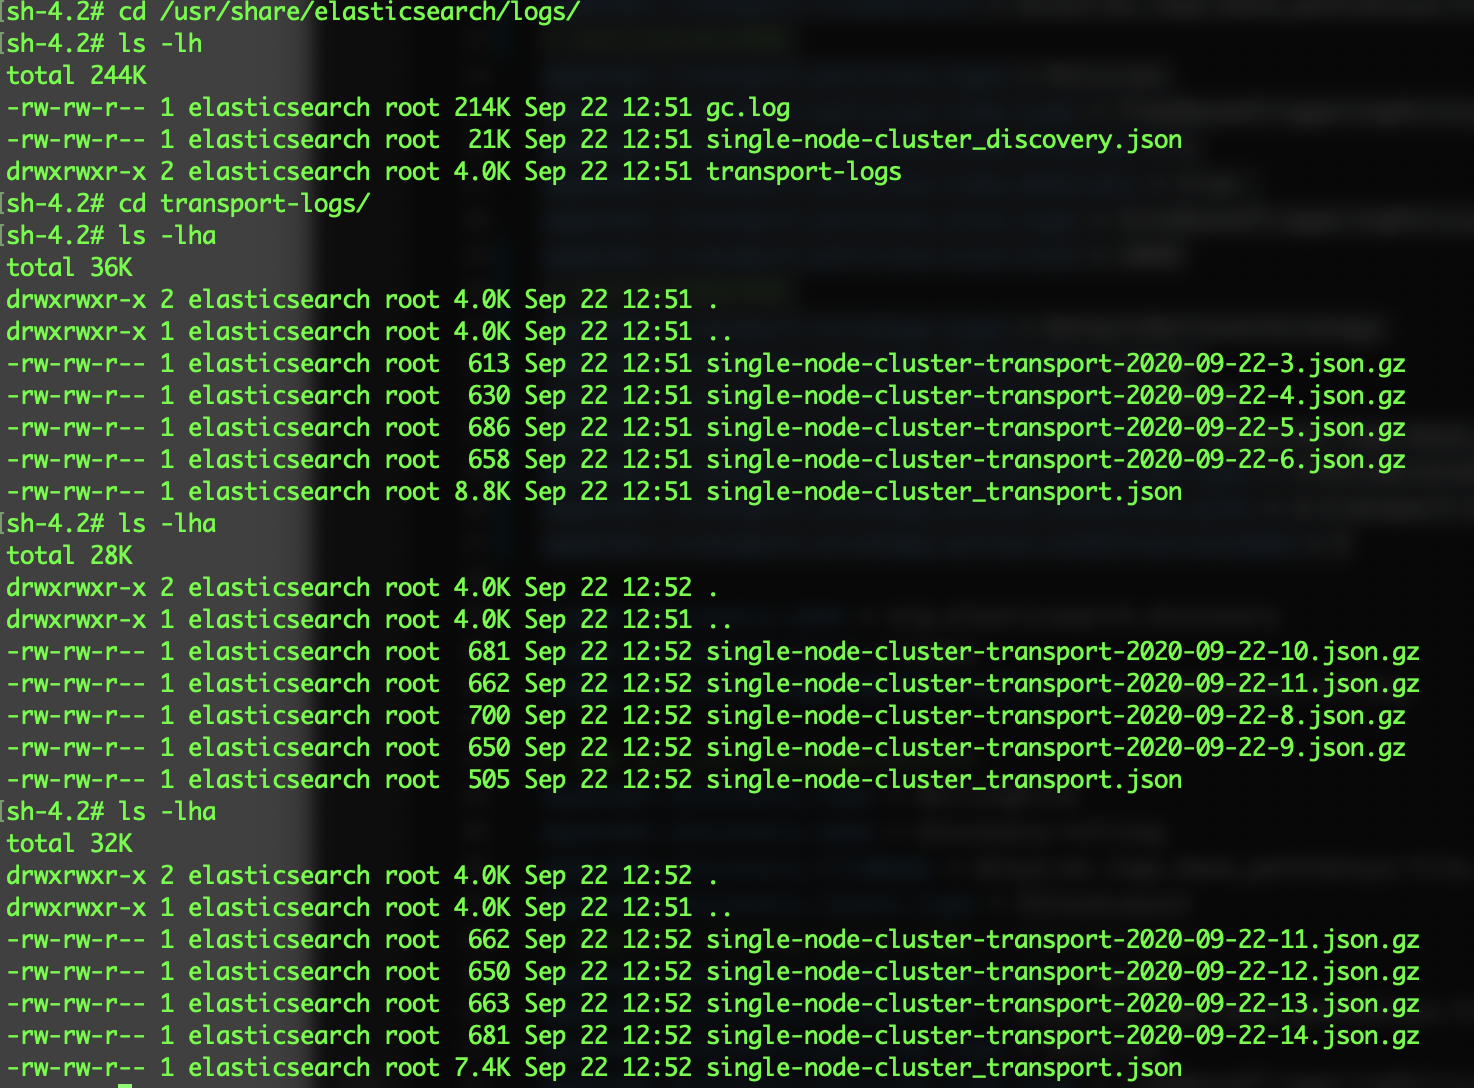 [sh-4.2# cd /usr/share/elasticsearch/logs/
[sh-4.2# ls -lh
total 244K
-rw-rw-r-- 1 elasticsearch root 214K Sep 22 12:51 gc.log
-rw-rw-r-- 1 elasticsearch root  21K Sep 22 12:51 single-node-cluster_discovery.json
drwxrwxr-x 2 elasticsearch root 4.0K Sep 22 12:51 transport-logs
[sh-4.2# cd transport-logs/
[sh-4.2# ls -lha
total 36K
drwxrwxr-x 2 elasticsearch root 4.0K Sep 22 12:51 .
drwxrwxr-x 1 elasticsearch root 4.0K Sep 22 12:51 ..
-rw-rw-r-- 1 elasticsearch root  613 Sep 22 12:51 single-node-cluster-transport-2020-09-22-3.json.gz
-rw-rw-r-- 1 elasticsearch root  630 Sep 22 12:51 single-node-cluster-transport-2020-09-22-4.json.gz
-rw-rw-r-- 1 elasticsearch root  686 Sep 22 12:51 single-node-cluster-transport-2020-09-22-5.json.gz
-rw-rw-r-- 1 elasticsearch root  658 Sep 22 12:51 single-node-cluster-transport-2020-09-22-6.json.gz
-rw-rw-r-- 1 elasticsearch root 8.8K Sep 22 12:51 single-node-cluster_transport.json
[sh-4.2# ls -lha
total 28K
drwxrwxr-x 2 elasticsearch root 4.0K Sep 22 12:52 .
drwxrwxr-x 1 elasticsearch root 4.0K Sep 22 12:51 ..
-rw-rw-r-- 1 elasticsearch root  681 Sep 22 12:52 single-node-cluster-transport-2020-09-22-10.json.gz
-rw-rw-r-- 1 elasticsearch root  662 Sep 22 12:52 single-node-cluster-transport-2020-09-22-11.json.gz
-rw-rw-r-- 1 elasticsearch root  700 Sep 22 12:52 single-node-cluster-transport-2020-09-22-8.json.gz
-rw-rw-r-- 1 elasticsearch root  650 Sep 22 12:52 single-node-cluster-transport-2020-09-22-9.json.gz
-rw-rw-r-- 1 elasticsearch root  505 Sep 22 12:52 single-node-cluster_transport.json
[sh-4.2# ls -lha
total 32K
drwxrwxr-x 2 elasticsearch root 4.0K Sep 22 12:52 .
drwxrwxr-x 1 elasticsearch root 4.0K Sep 22 12:51 ..
-rw-rw-r-- 1 elasticsearch root  662 Sep 22 12:52 single-node-cluster-transport-2020-09-22-11.json.gz
-rw-rw-r-- 1 elasticsearch root  650 Sep 22 12:52 single-node-cluster-transport-2020-09-22-12.json.gz
-rw-rw-r-- 1 elasticsearch root  663 Sep 22 12:52 single-node-cluster-transport-2020-09-22-13.json.gz
-rw-rw-r-- 1 elasticsearch root  681 Sep 22 12:52 single-node-cluster-transport-2020-09-22-14.json.gz
-rw-rw-r-- 1 elasticsearch root 7.4K Sep 22 12:52 single-node-cluster_transport.json